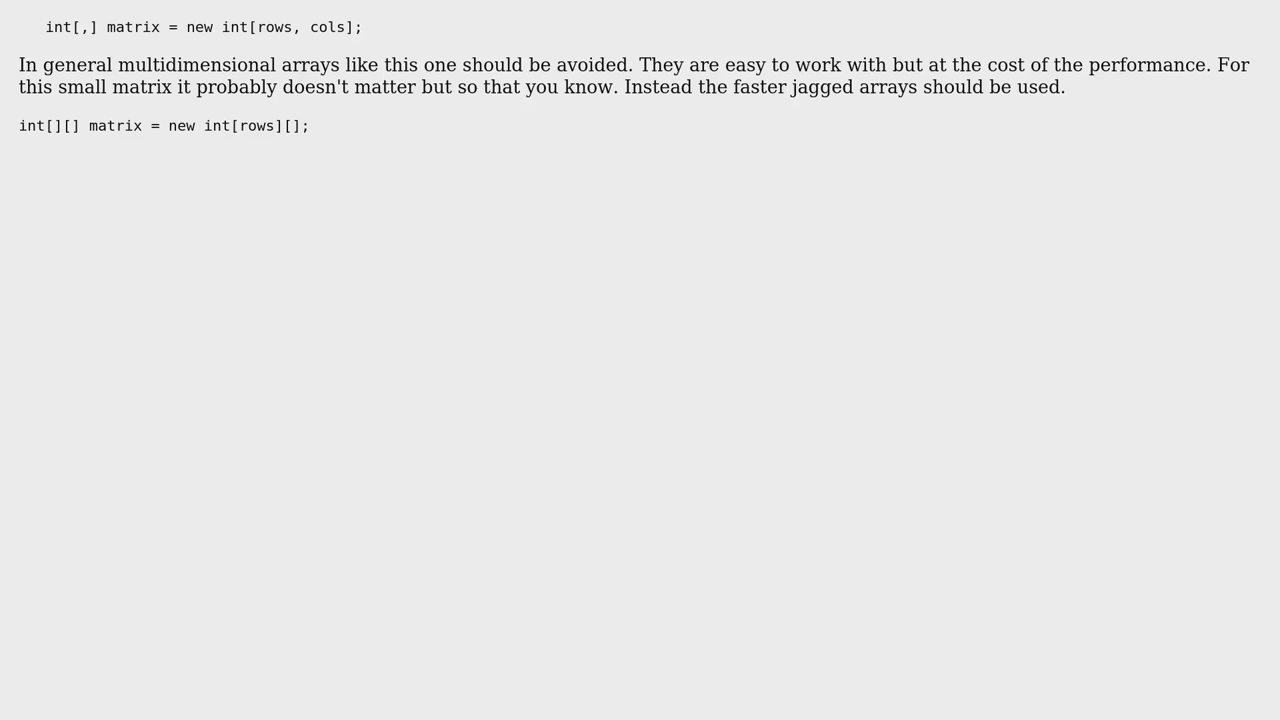 int[,] matrix = new int[rows, cols];
In general multidimensional arrays like this one should be avoided. They are easy to work with but at the cost of the performance. For
this small matrix it probably doesn't matter but so that you know. Instead the faster jagged arrays should be used.
int[][] matrix = new int[rows][];